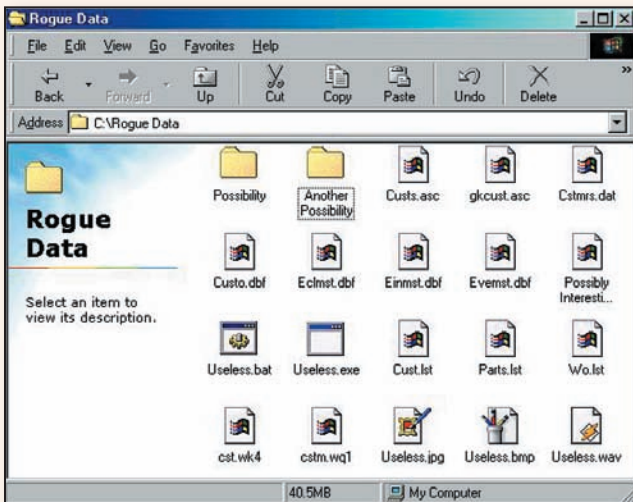 Rogue Data
File Edit View Go Favorites Help
Back Forward Up Cut Copy Paste Undo Delete »
Address C:\Rogue Data
Rogue
Data
Select an item to
view its description.
Possibility Another
Possibility Custs.asc gkcust.asc Cstmrs.dat
Custo.dbf Eclmst.dbf Einmst.dbf Evemst.dbf Possibly
Interesti...
Useless.bat Useless.exe Cust.lst Parts.lst Wo.lst
cst.wk4 cstm.wq1 Useless.jpg Useless.bmp Useless.wav
40.5MB My Computer